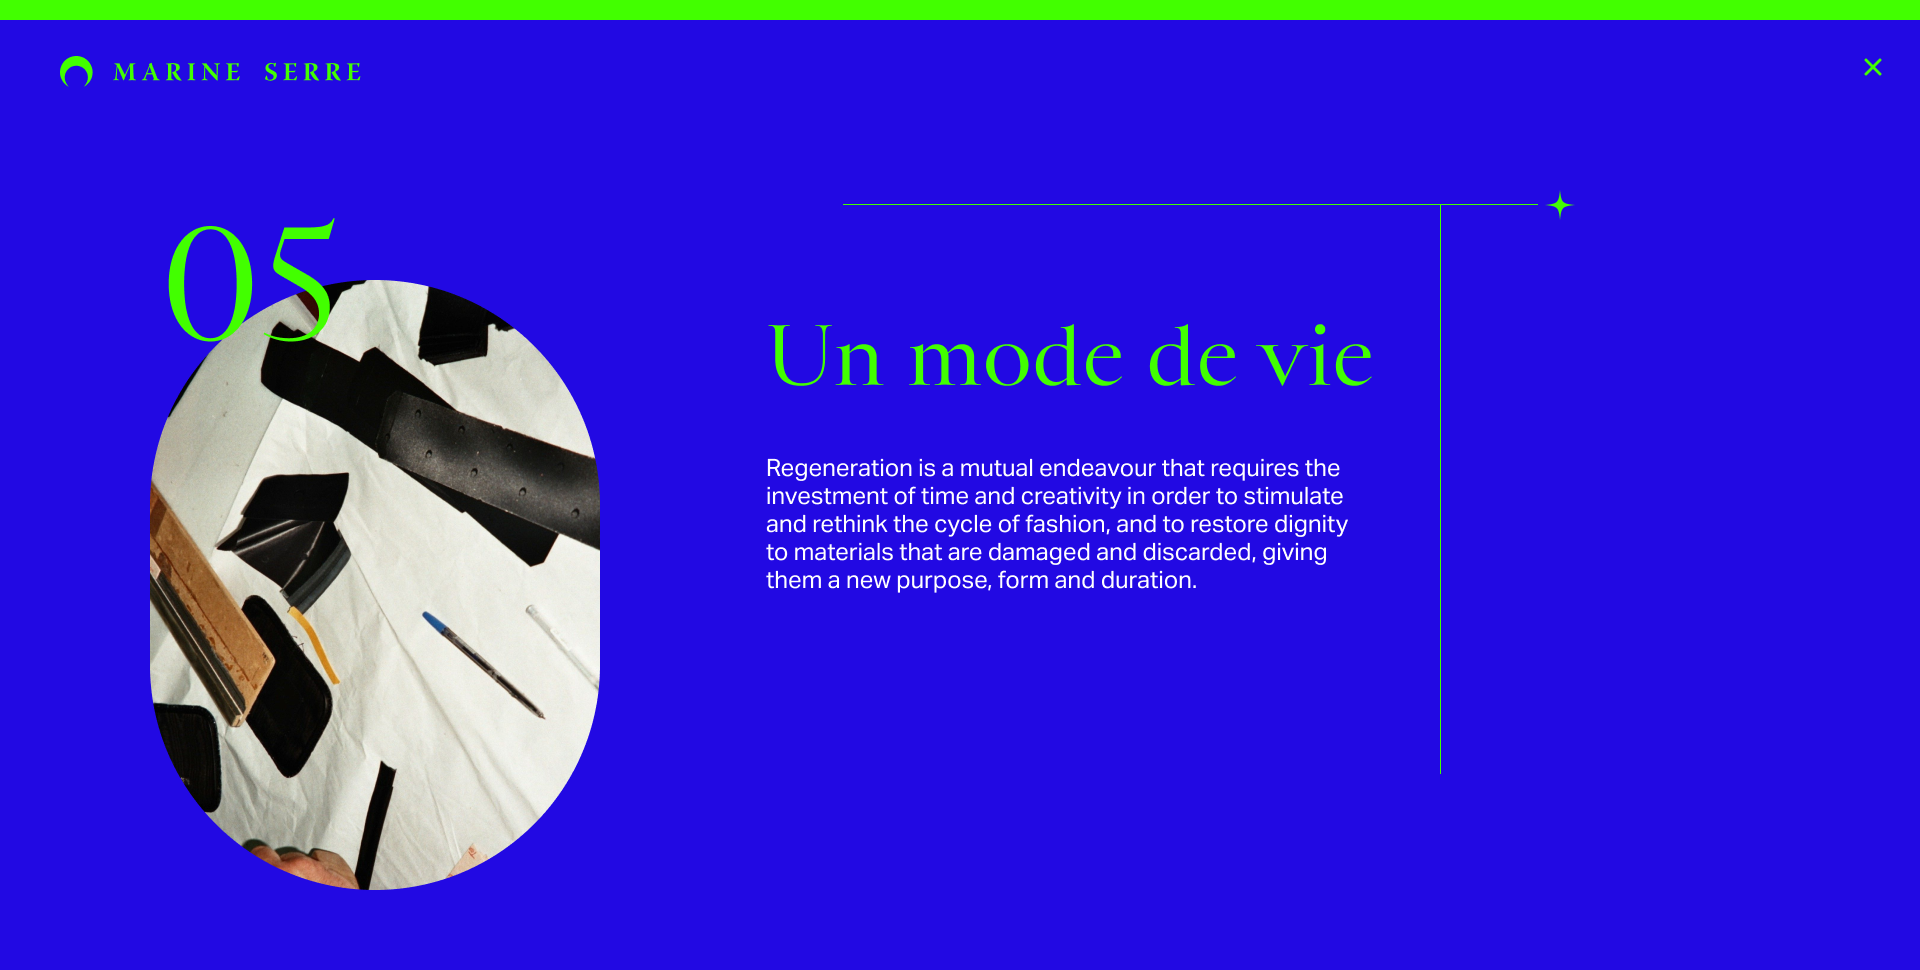 MARINE SERRE
05
Un mode de vie
Regeneration is a mutual endeavour that requires the
investment of time and creativity in order to stimulate
and rethink the cycle of fashion, and to restore dignity
to materials that are damaged and discarded, giving
them a new purpose, form and duration.